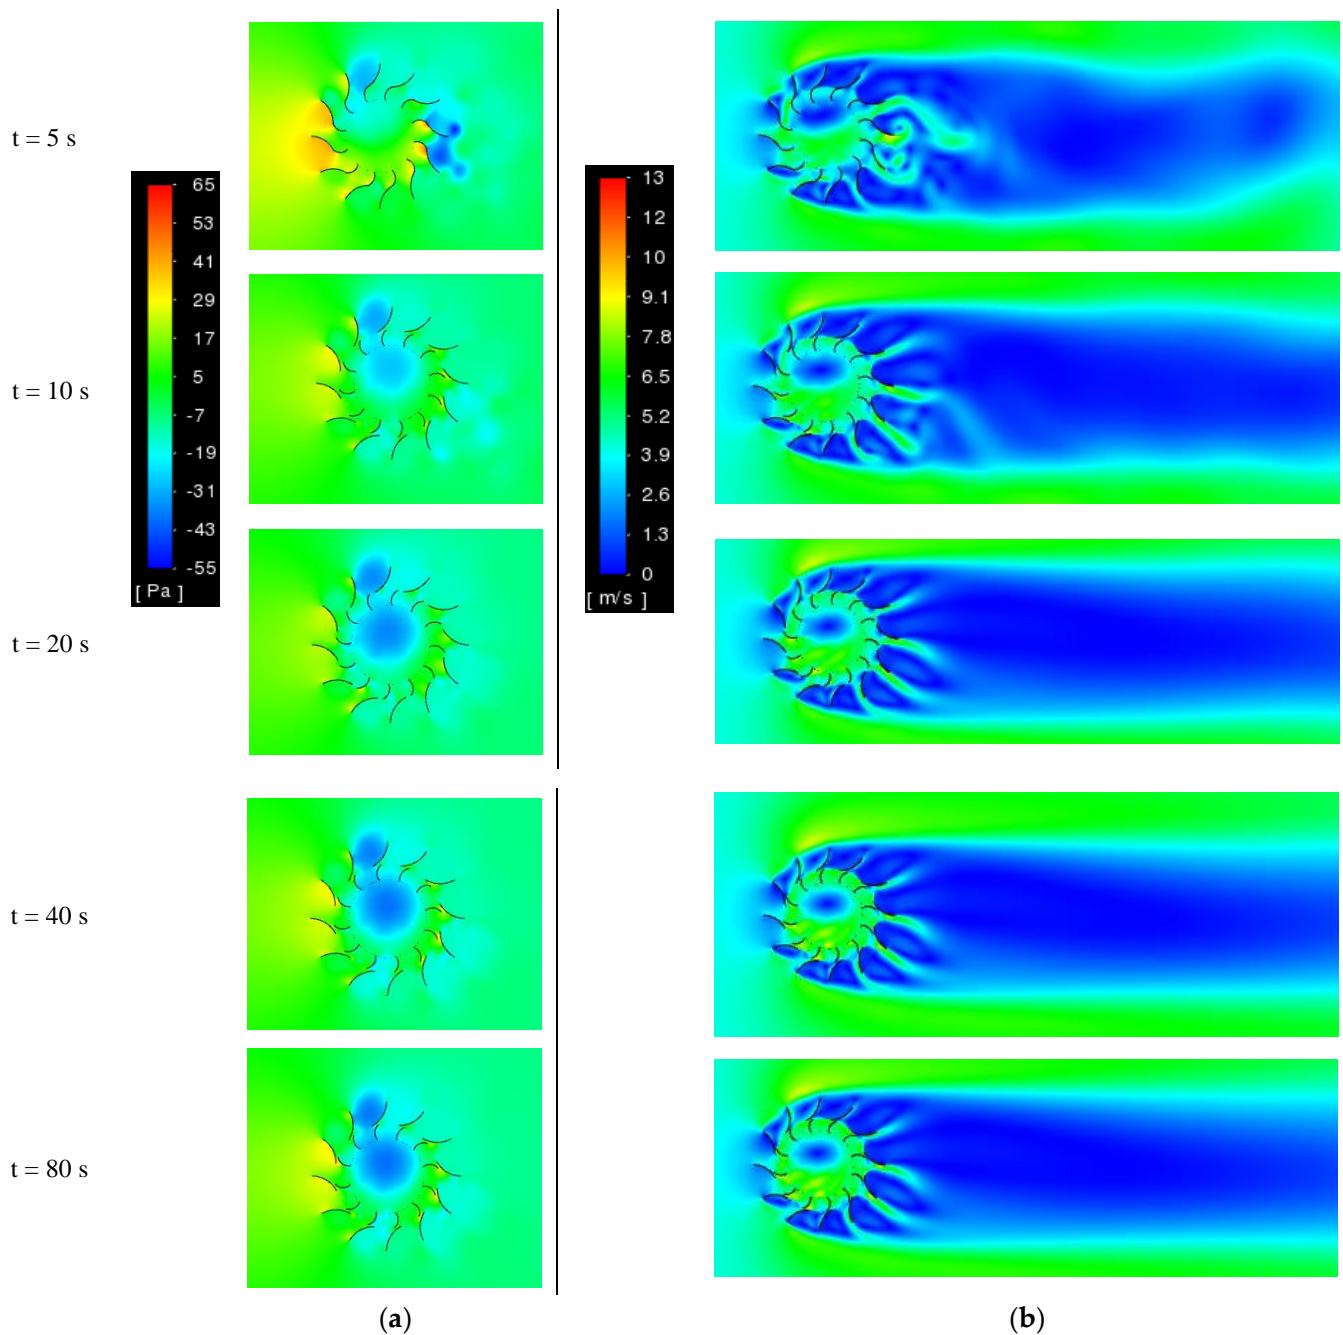 t = 5 s
65
53
41
29
17
5
-7
-19
-31
-43
-55
[ Pa ]
13
12
10
9.1
7.8
6.5
5.2
3.9
2.6
1.3
0
[ m/s ]
t = 10 s
t = 20 s
t = 40 s
t = 80 s
(a)
(b)